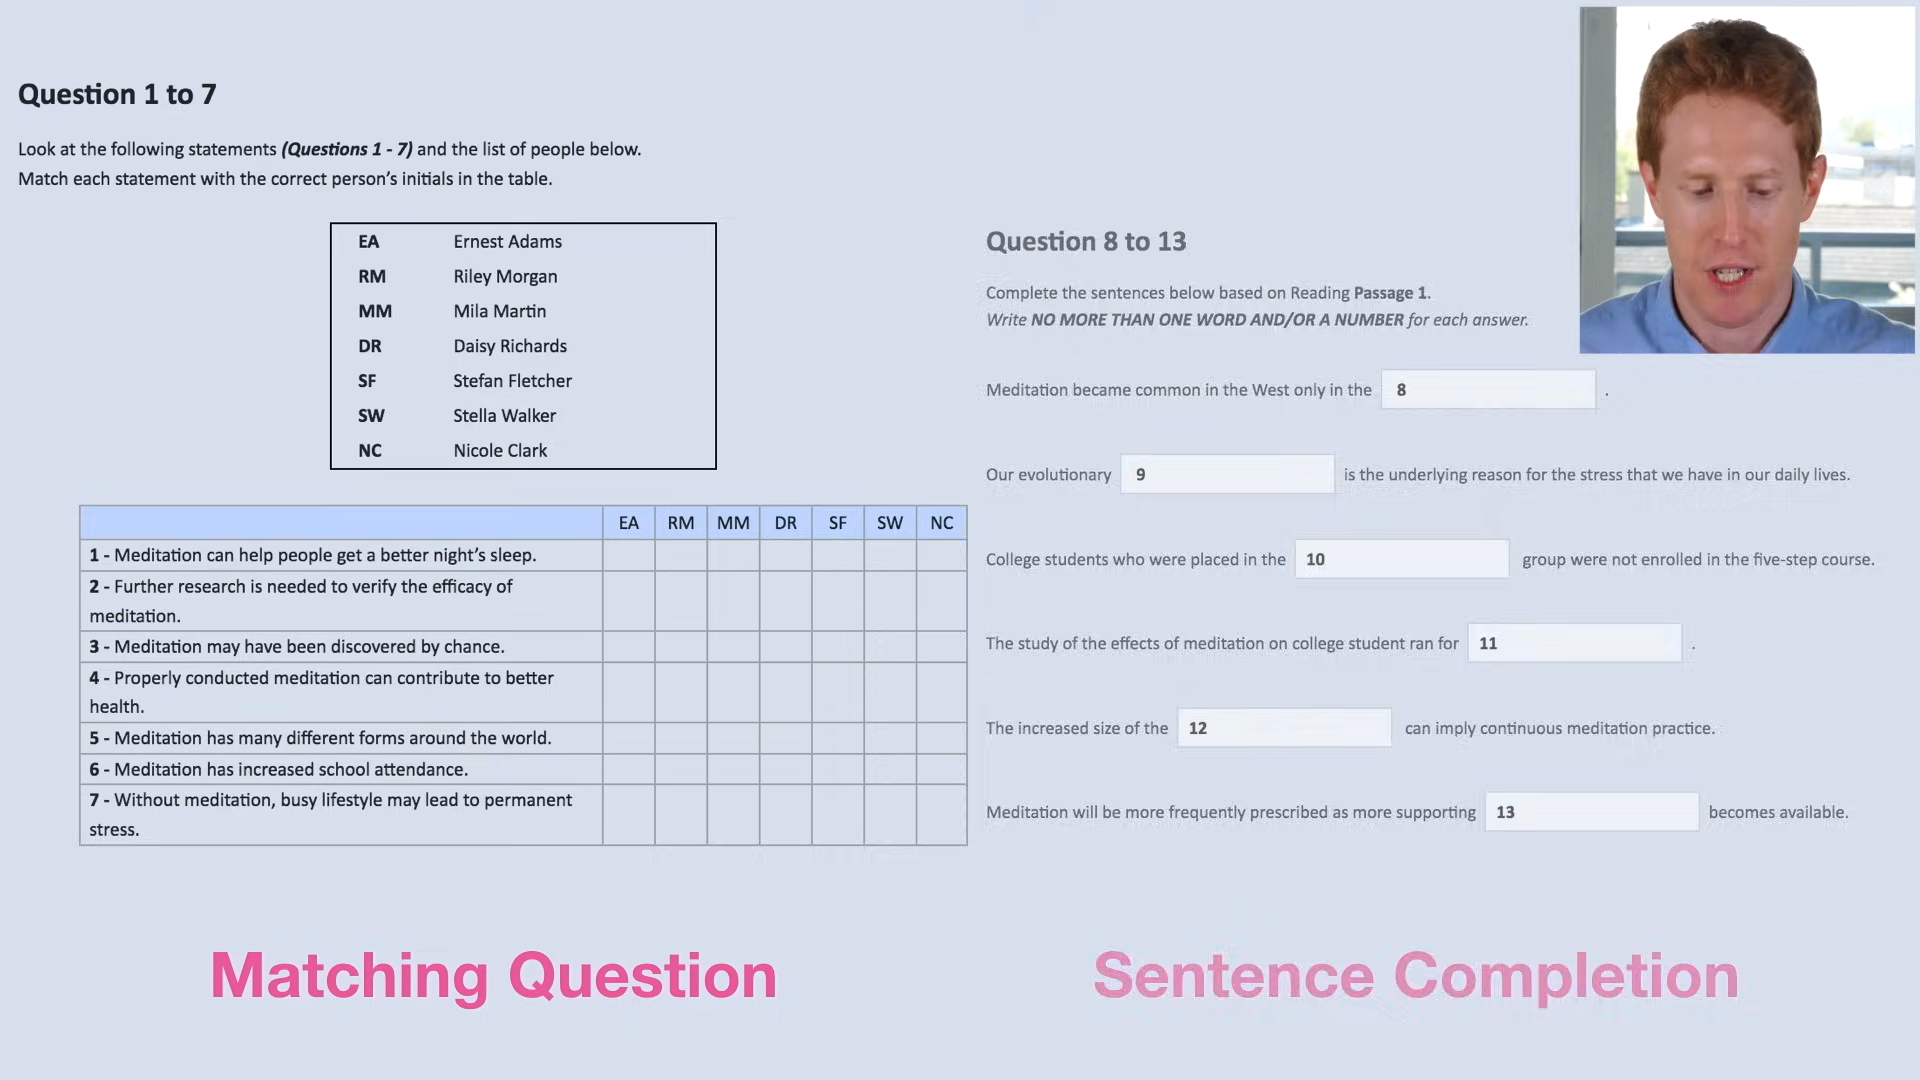 Question 1 to 7
Look at the following statements (Questions 1 - 7) and the list of people below.
Match each statement with the correct person's initials in the table.
EA Ernest Adams
RM Riley Morgan
MM Mila Martin
DR Daisy Richards
SF Stefan Fletcher
SW Stella Walker
NC Nicole Clark
EA RM MM DR SF SW NC
1 - Meditation can help people get a better night's sleep.
2 - Further research is needed to verify the efficacy of
meditation.
3 - Meditation may have been discovered by chance.
4 - Properly conducted meditation can contribute to better
health.
5 - Meditation has many different forms around the world.
6 - Meditation has increased school attendance.
7 - Without meditation, busy lifestyle may lead to permanent
stress.
Matching Question
Question 8 to 13
Complete the sentences below based on Reading Passage 1.
Write NO MORE THAN ONE WORD AND/OR A NUMBER for each answer.
Meditation became common in the West only in the 8 .
Our evolutionary 9 is the underlying reason for the stress that we have in our daily lives.
College students who were placed in the 10 group were not enrolled in the five-step course.
The study of the effects of meditation on college student ran for 11 .
The increased size of the 12 can imply continuous meditation practice.
Meditation will be more frequently prescribed as more supporting 13 becomes available.
Sentence Completion